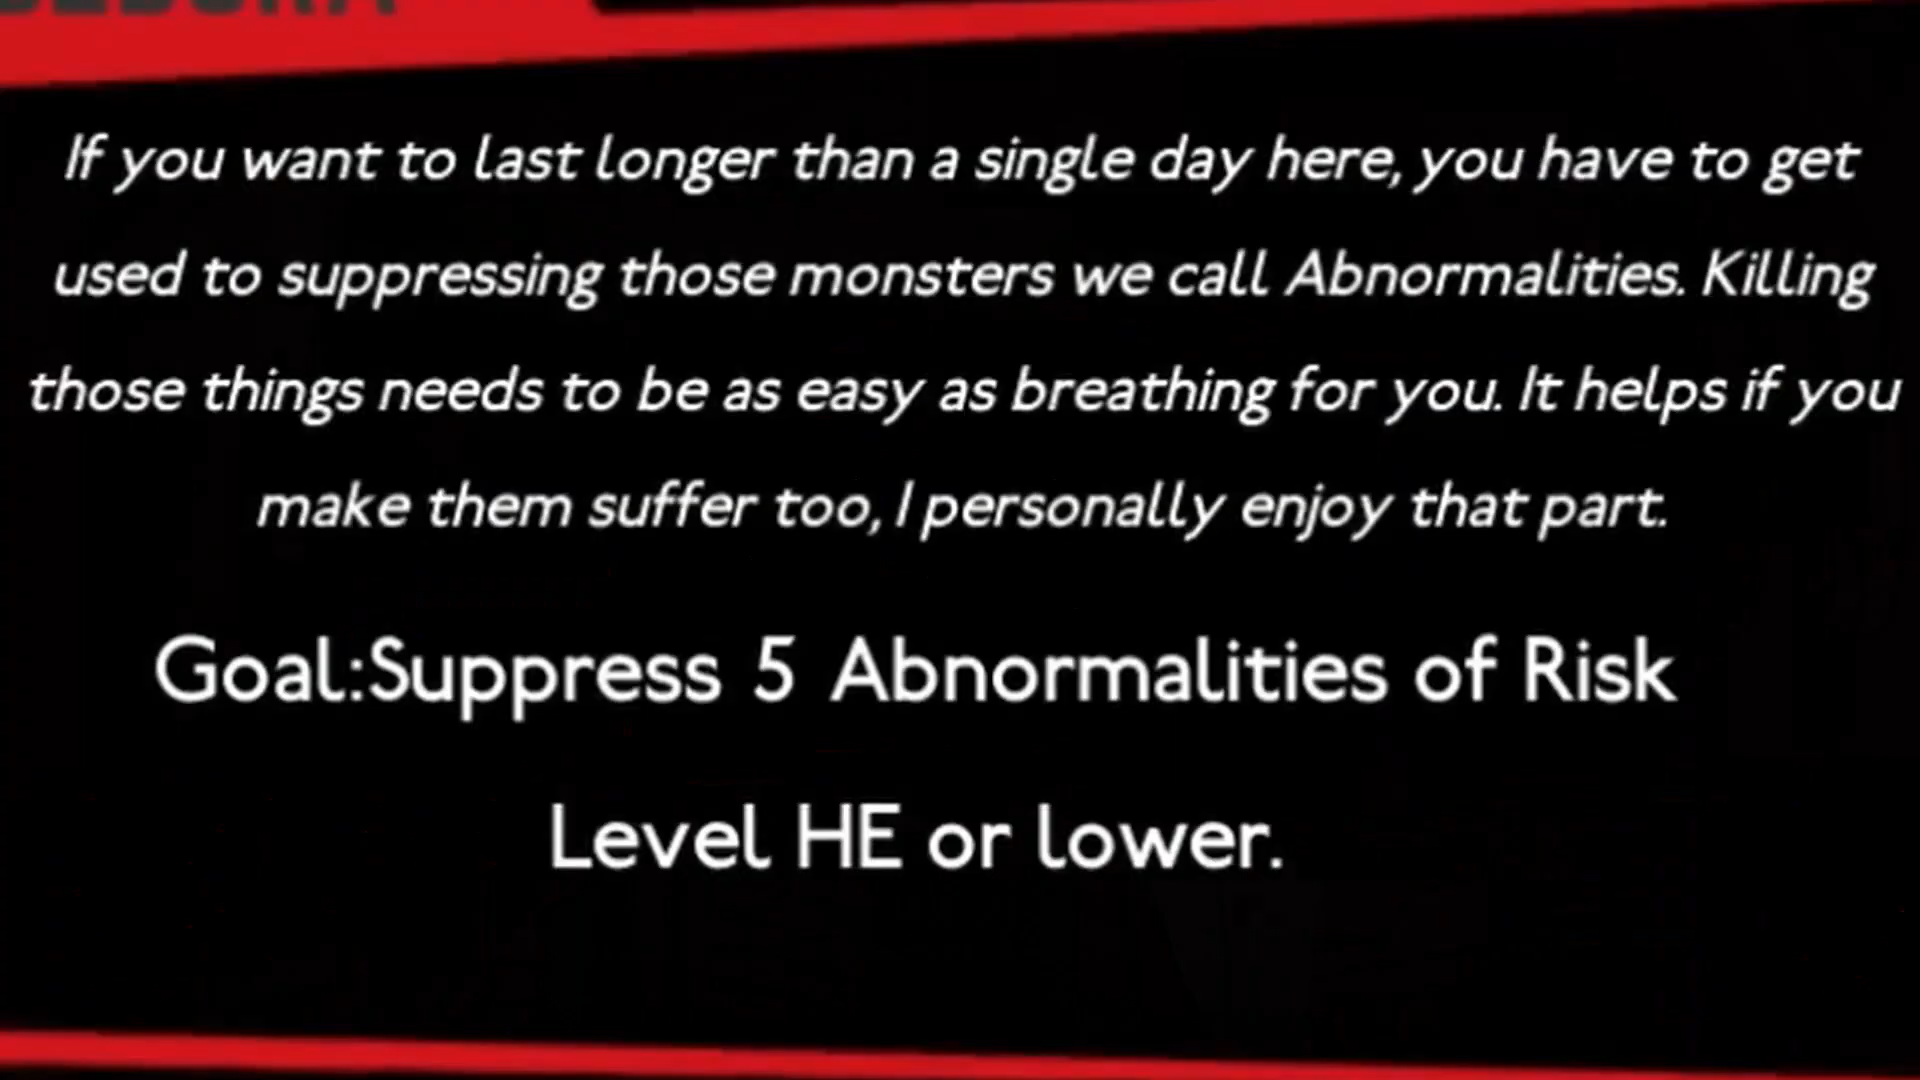 If you want to last longer than a single day here, you have to get
used to suppressing those monsters we call Abnormalities. Killing
those things needs to be as easy as breathing for you. It helps if you
make them suffer too, I personally enjoy that part.
Goal:Suppress 5 Abnormalities of Risk
Level HE or lower.